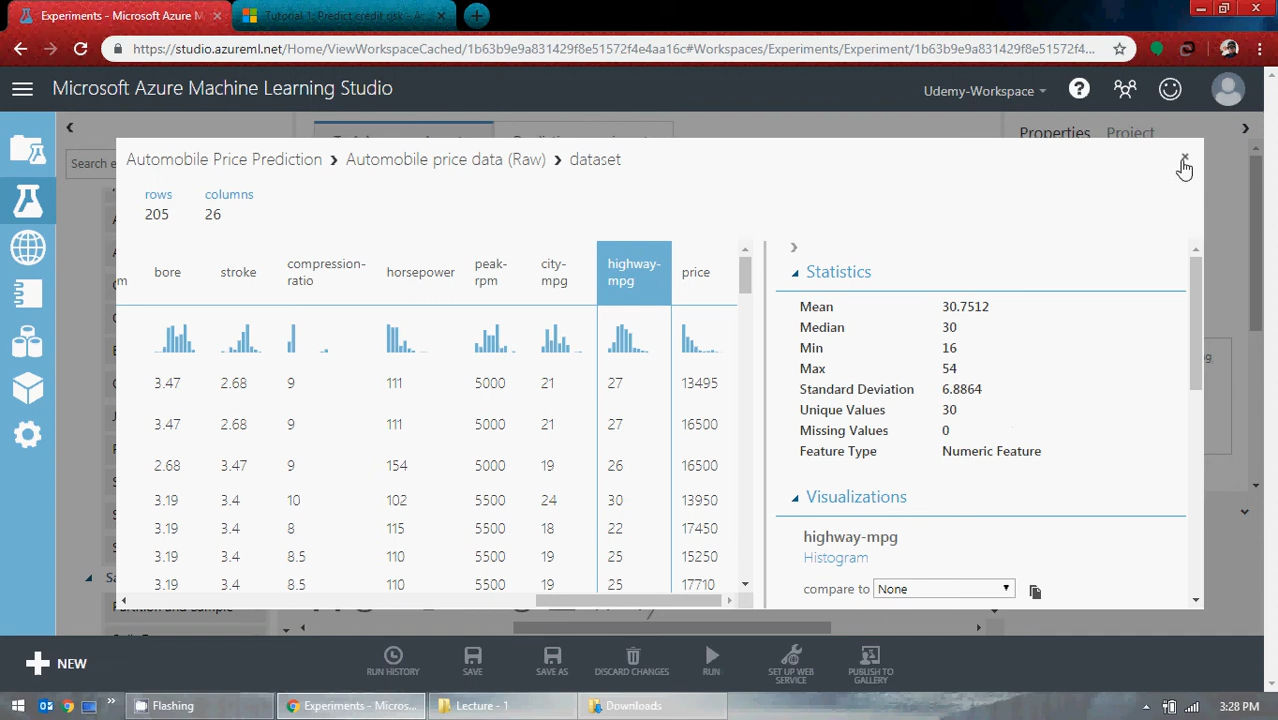 Experiments - Microsoft Azure M
Tutorial 1: Predict credit risk - A
https://studio.azureml.net/Home/ViewWorkspaceCached/1b63b9e9a831429f8e51572f4e4aa16c#Workspaces/Experiments/Experiment/1b63b9e9a831429f8e51572f4...
Microsoft Azure Machine Learning Studio
Udemy-Workspace
Properties Project
Search e
Automobile Price Prediction › Automobile price data (Raw) › dataset
rows columns
205 26
m bore stroke compression-ratio horsepower peak-rpm city-mpg highway-mpg price
3.47 2.68 9 111 5000 21 27 13495
3.47 2.68 9 111 5000 21 27 16500
2.68 3.47 9 154 5000 19 26 16500
3.19 3.4 10 102 5500 24 30 13950
3.19 3.4 8 115 5500 18 22 17450
3.19 3.4 8.5 110 5500 19 25 15250
3.19 3.4 8.5 110 5500 19 25 17710
Statistics
Mean 30.7512
Median 30
Min 16
Max 54
Standard Deviation 6.8864
Unique Values 30
Missing Values 0
Feature Type Numeric Feature
Visualizations
highway-mpg
Histogram
compare to None
NEW
RUN HISTORY
SAVE
SAVE AS
DISCARD CHANGES
RUN
SET UP WEB SERVICE
PUBLISH TO GALLERY
Flashing
Experiments - Micros...
Lecture - 1
Downloads
3:28 PM